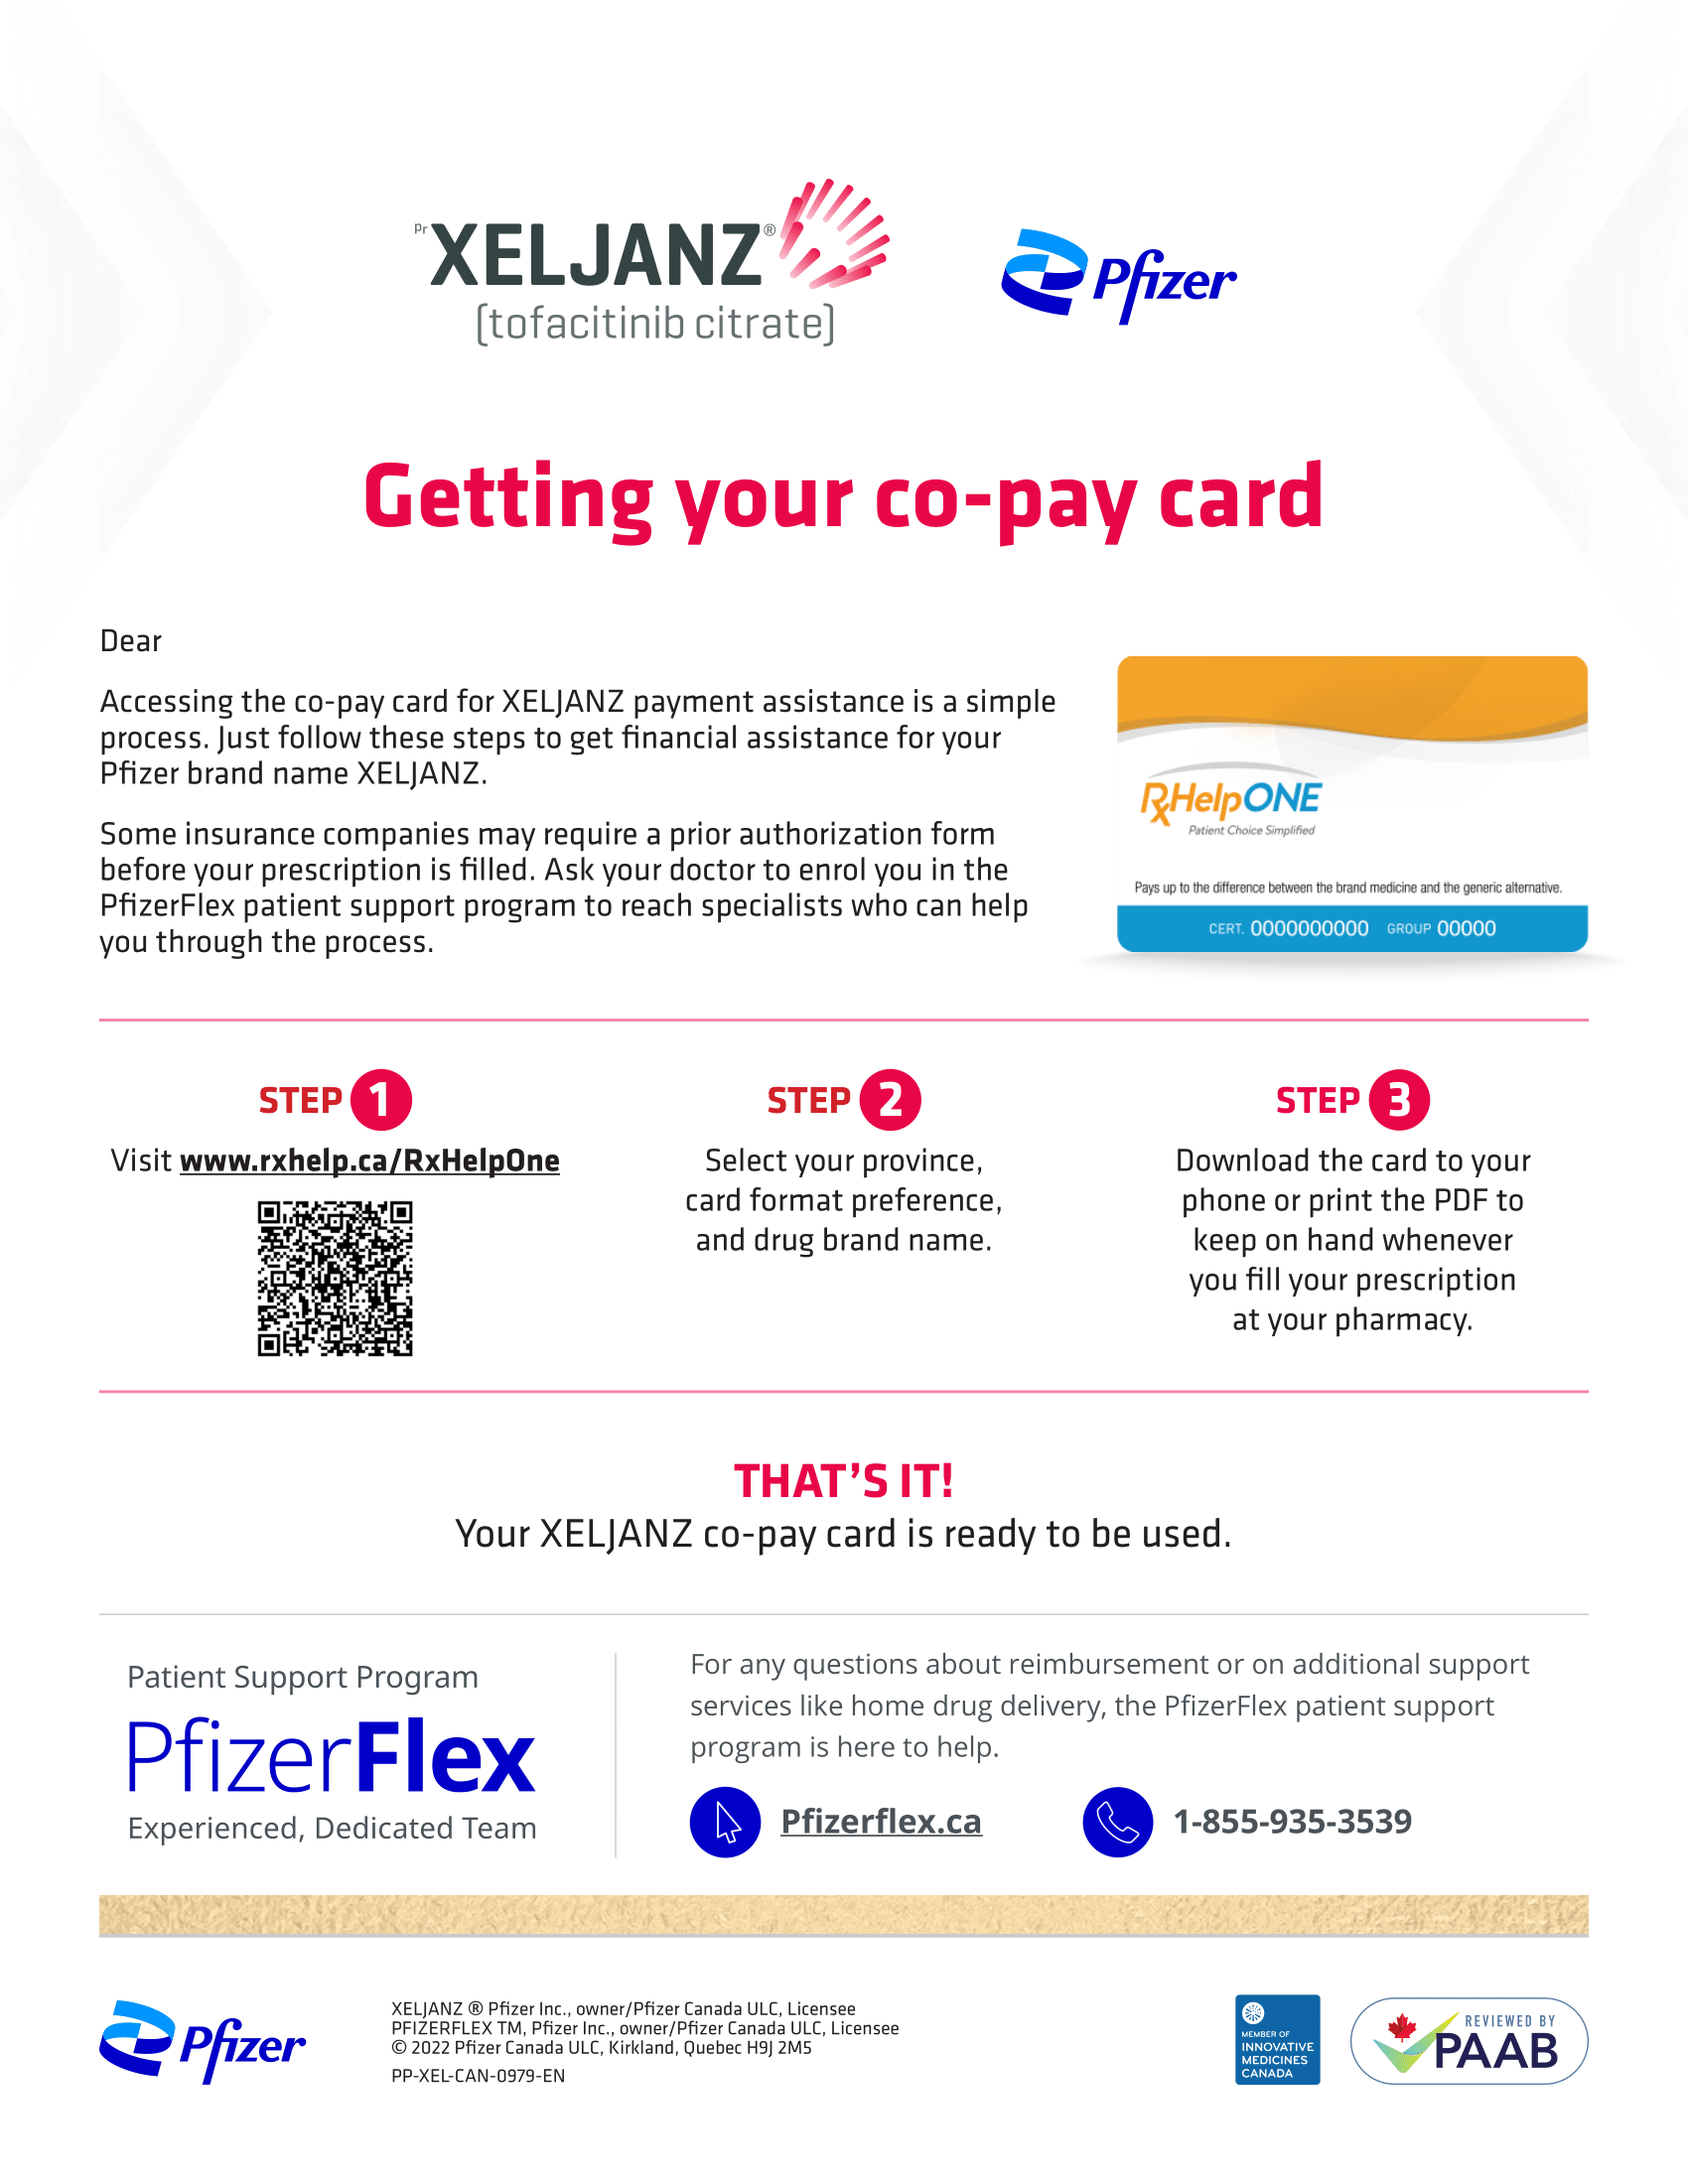 Pr XELJANZ®
[tofacitinib citrate]
Pfizer
Getting your co-pay card
Dear
Accessing the co-pay card for XELJANZ payment assistance is a simple
process. Just follow these steps to get financial assistance for your
Pfizer brand name XELJANZ.
Some insurance companies may require a prior authorization form
before your prescription is filled. Ask your doctor to enrol you in the
PfizerFlex patient support program to reach specialists who can help
you through the process.
RxHelpONE
Patient Choice Simplified
Pays up to the difference between the brand medicine and the generic alternative.
CERT. 0000000000 GROUP 00000
STEP 1
Visit www.rxhelp.ca/RxHelpOne
STEP 2
Select your province,
card format preference,
and drug brand name.
STEP 3
Download the card to your
phone or print the PDF to
keep on hand whenever
you fill your prescription
at your pharmacy.
THAT'S IT!
Your XELJANZ co-pay card is ready to be used.
Patient Support Program
PfizerFlex
Experienced, Dedicated Team
For any questions about reimbursement or on additional support
services like home drug delivery, the PfizerFlex patient support
program is here to help.
Pfizerflex.ca
1-855-935-3539
Pfizer
XELJANZ ® Pfizer Inc., owner/Pfizer Canada ULC, Licensee
PFIZERFLEX TM, Pfizer Inc., owner/Pfizer Canada ULC, Licensee
© 2022 Pfizer Canada ULC, Kirkland, Quebec H9J 2M5
PP-XEL-CAN-0979-EN
MEMBER OF
INNOVATIVE
MEDICINES
CANADA
REVIEWED BY
PAAB